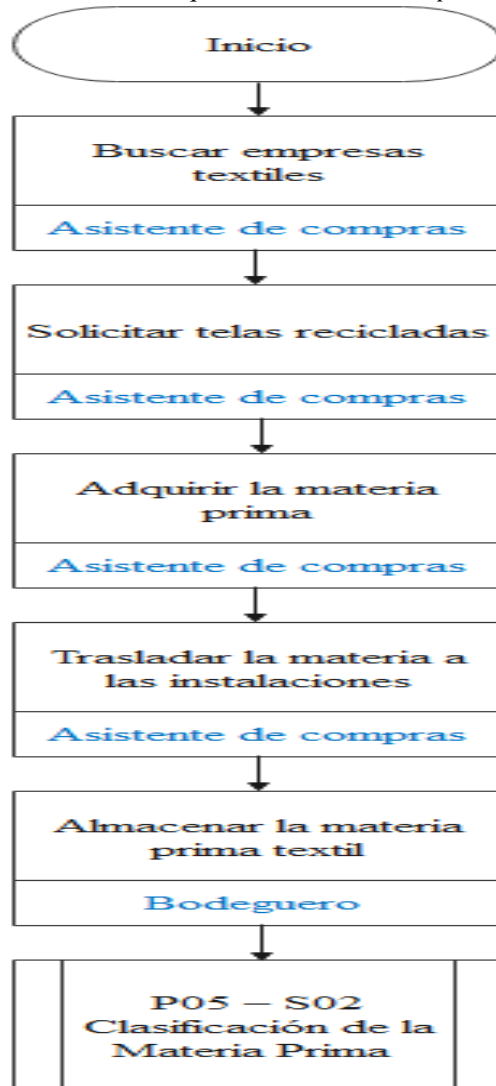 Inicio
Buscar empresas
textiles
Asistente de compras
Solicitar telas recicladas
Asistente de compras
Adquirir la materia
prima
Asistente de compras
Trasladar la materia a
las instalaciones
Asistente de compras
Almacenar la materia
prima textil
Bodeguero
P05 – S02
Clasificación de la
Materia Prima